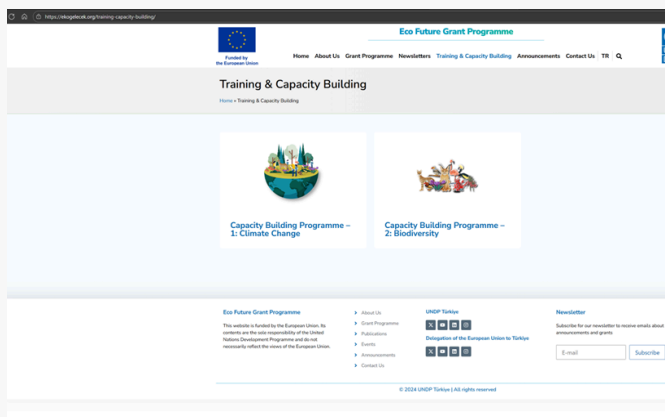 https://ekogelecek.org/training-capacity-building/
Eco Future Grant Programme
Funded by
the European Union
Home About Us Grant Programme Newsletters Training & Capacity Building Announcements Contact Us TR
Training & Capacity Building
Home » Training & Capacity Building
Capacity Building Programme –
1: Climate Change
Capacity Building Programme –
2: Biodiversity
Eco Future Grant Programme
This website is funded by the European Union. Its
contents are the sole responsibility of the United
Nations Development Programme and do not
necessarily reflect the views of the European Union.
About Us
Grant Programme
Publications
Events
Announcements
Contact Us
UNDP Türkiye
Delegation of the European Union to Türkiye
Newsletter
Subscribe for our newsletter to receive emails about
announcements and grants
E-mail
Subscribe
© 2024 UNDP Türkiye | All rights reserved